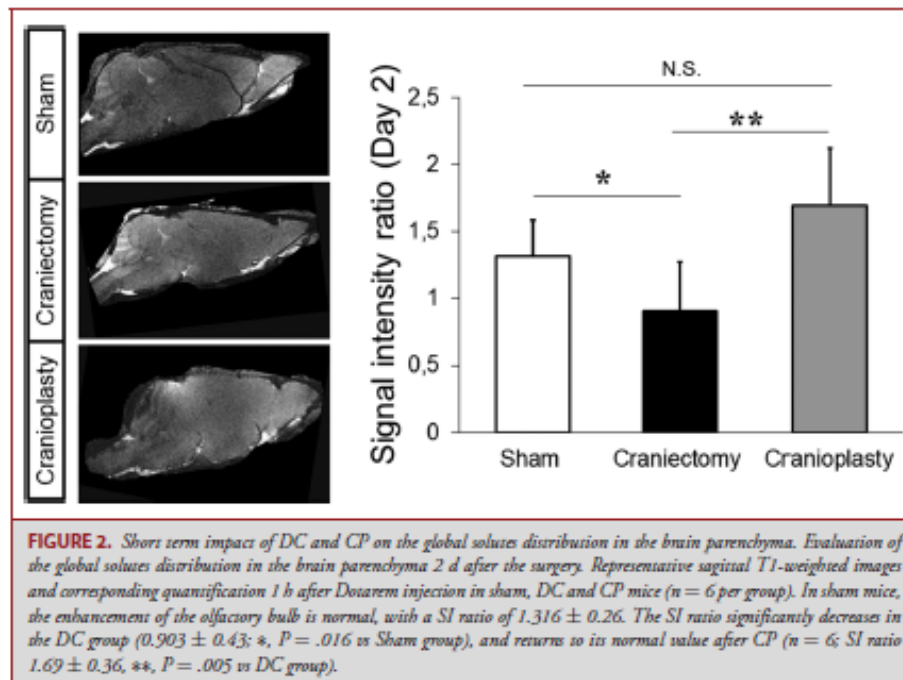 Sham
Craniectomy
Cranioplasty
Signal intensity ratio (Day 2)
N.S.
2,5
**
2
*
1,5
1
0,5
0
Sham Craniectomy Cranioplasty
FIGURE 2. Short term impact of DC and CP on the global solutes distribution in the brain parenchyma. Evaluation of
the global solutes distribution in the brain parenchyma 2 d after the surgery. Representative sagittal T1-weighted images
and corresponding quantification 1 h after Dotarem injection in sham, DC and CP mice (n = 6 per group). In sham mice,
the enhancement of the olfactory bulb is normal, with a SI ratio of 1.316 ± 0.26. The SI ratio significantly decreases in
the DC group (0.903 ± 0.43; *, P = .016 vs Sham group), and returns so its normal value after CP (n = 6; SI ratio
1.69 ± 0.36, **, P = .005 vs DC group).